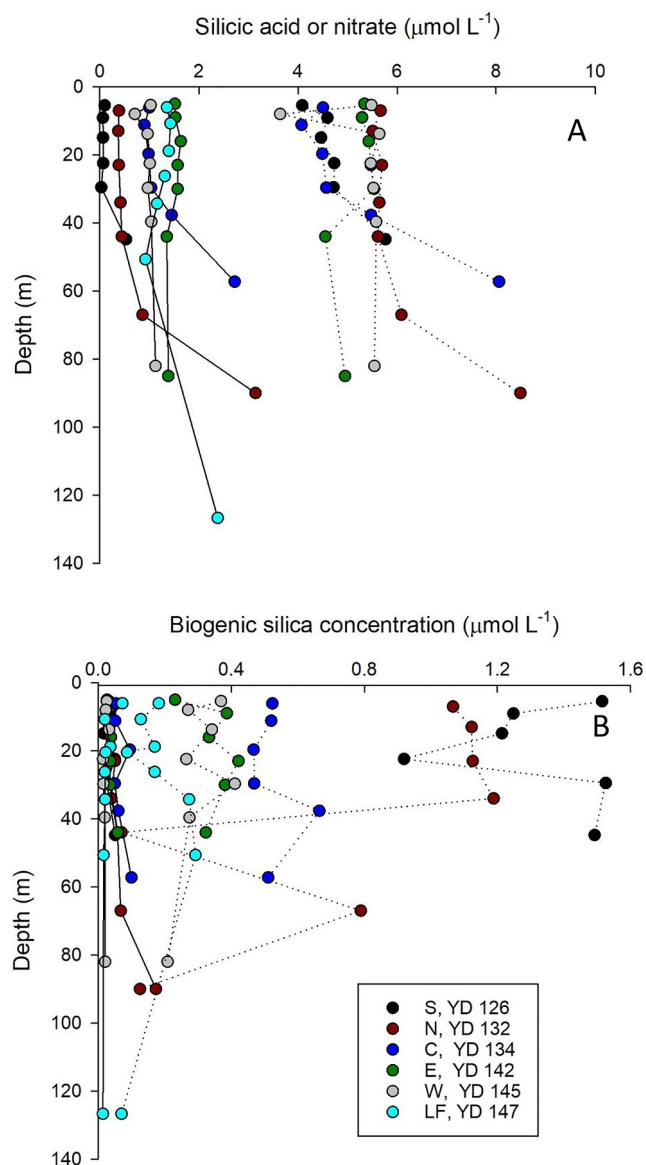 Silicic acid or nitrate (μmol L⁻¹)
0 2 4 6 8 10
0
20
40
60
80
100
120
140
Depth (m)
A
Biogenic silica concentration (μmol L⁻¹)
0.0 0.4 0.8 1.2 1.6
0
20
40
60
80
100
120
140
Depth (m)
B
S, YD 126
N, YD 132
C, YD 134
E, YD 142
W, YD 145
LF, YD 147